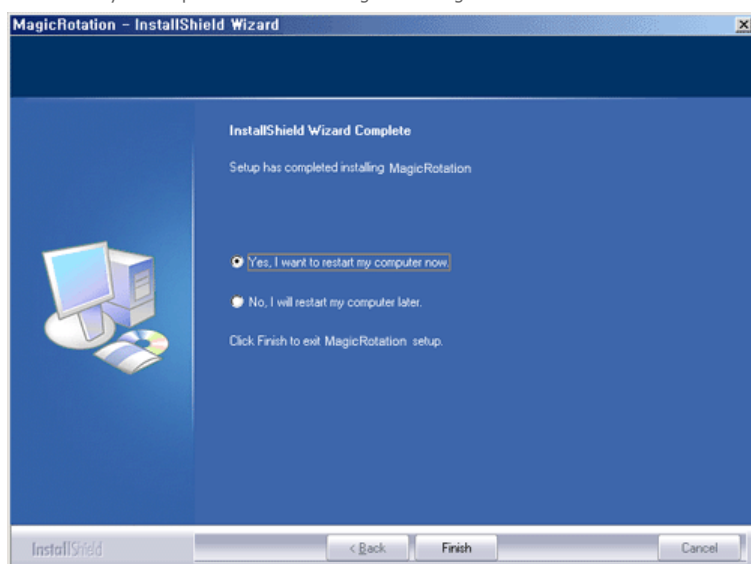 MagicRotation – InstallShield Wizard
InstallShield Wizard Complete
Setup has completed installing MagicRotation
Yes, I want to restart my computer now.
No, I will restart my computer later.
Click Finish to exit MagicRotation setup.
InstallShield
< Back
Finish
Cancel